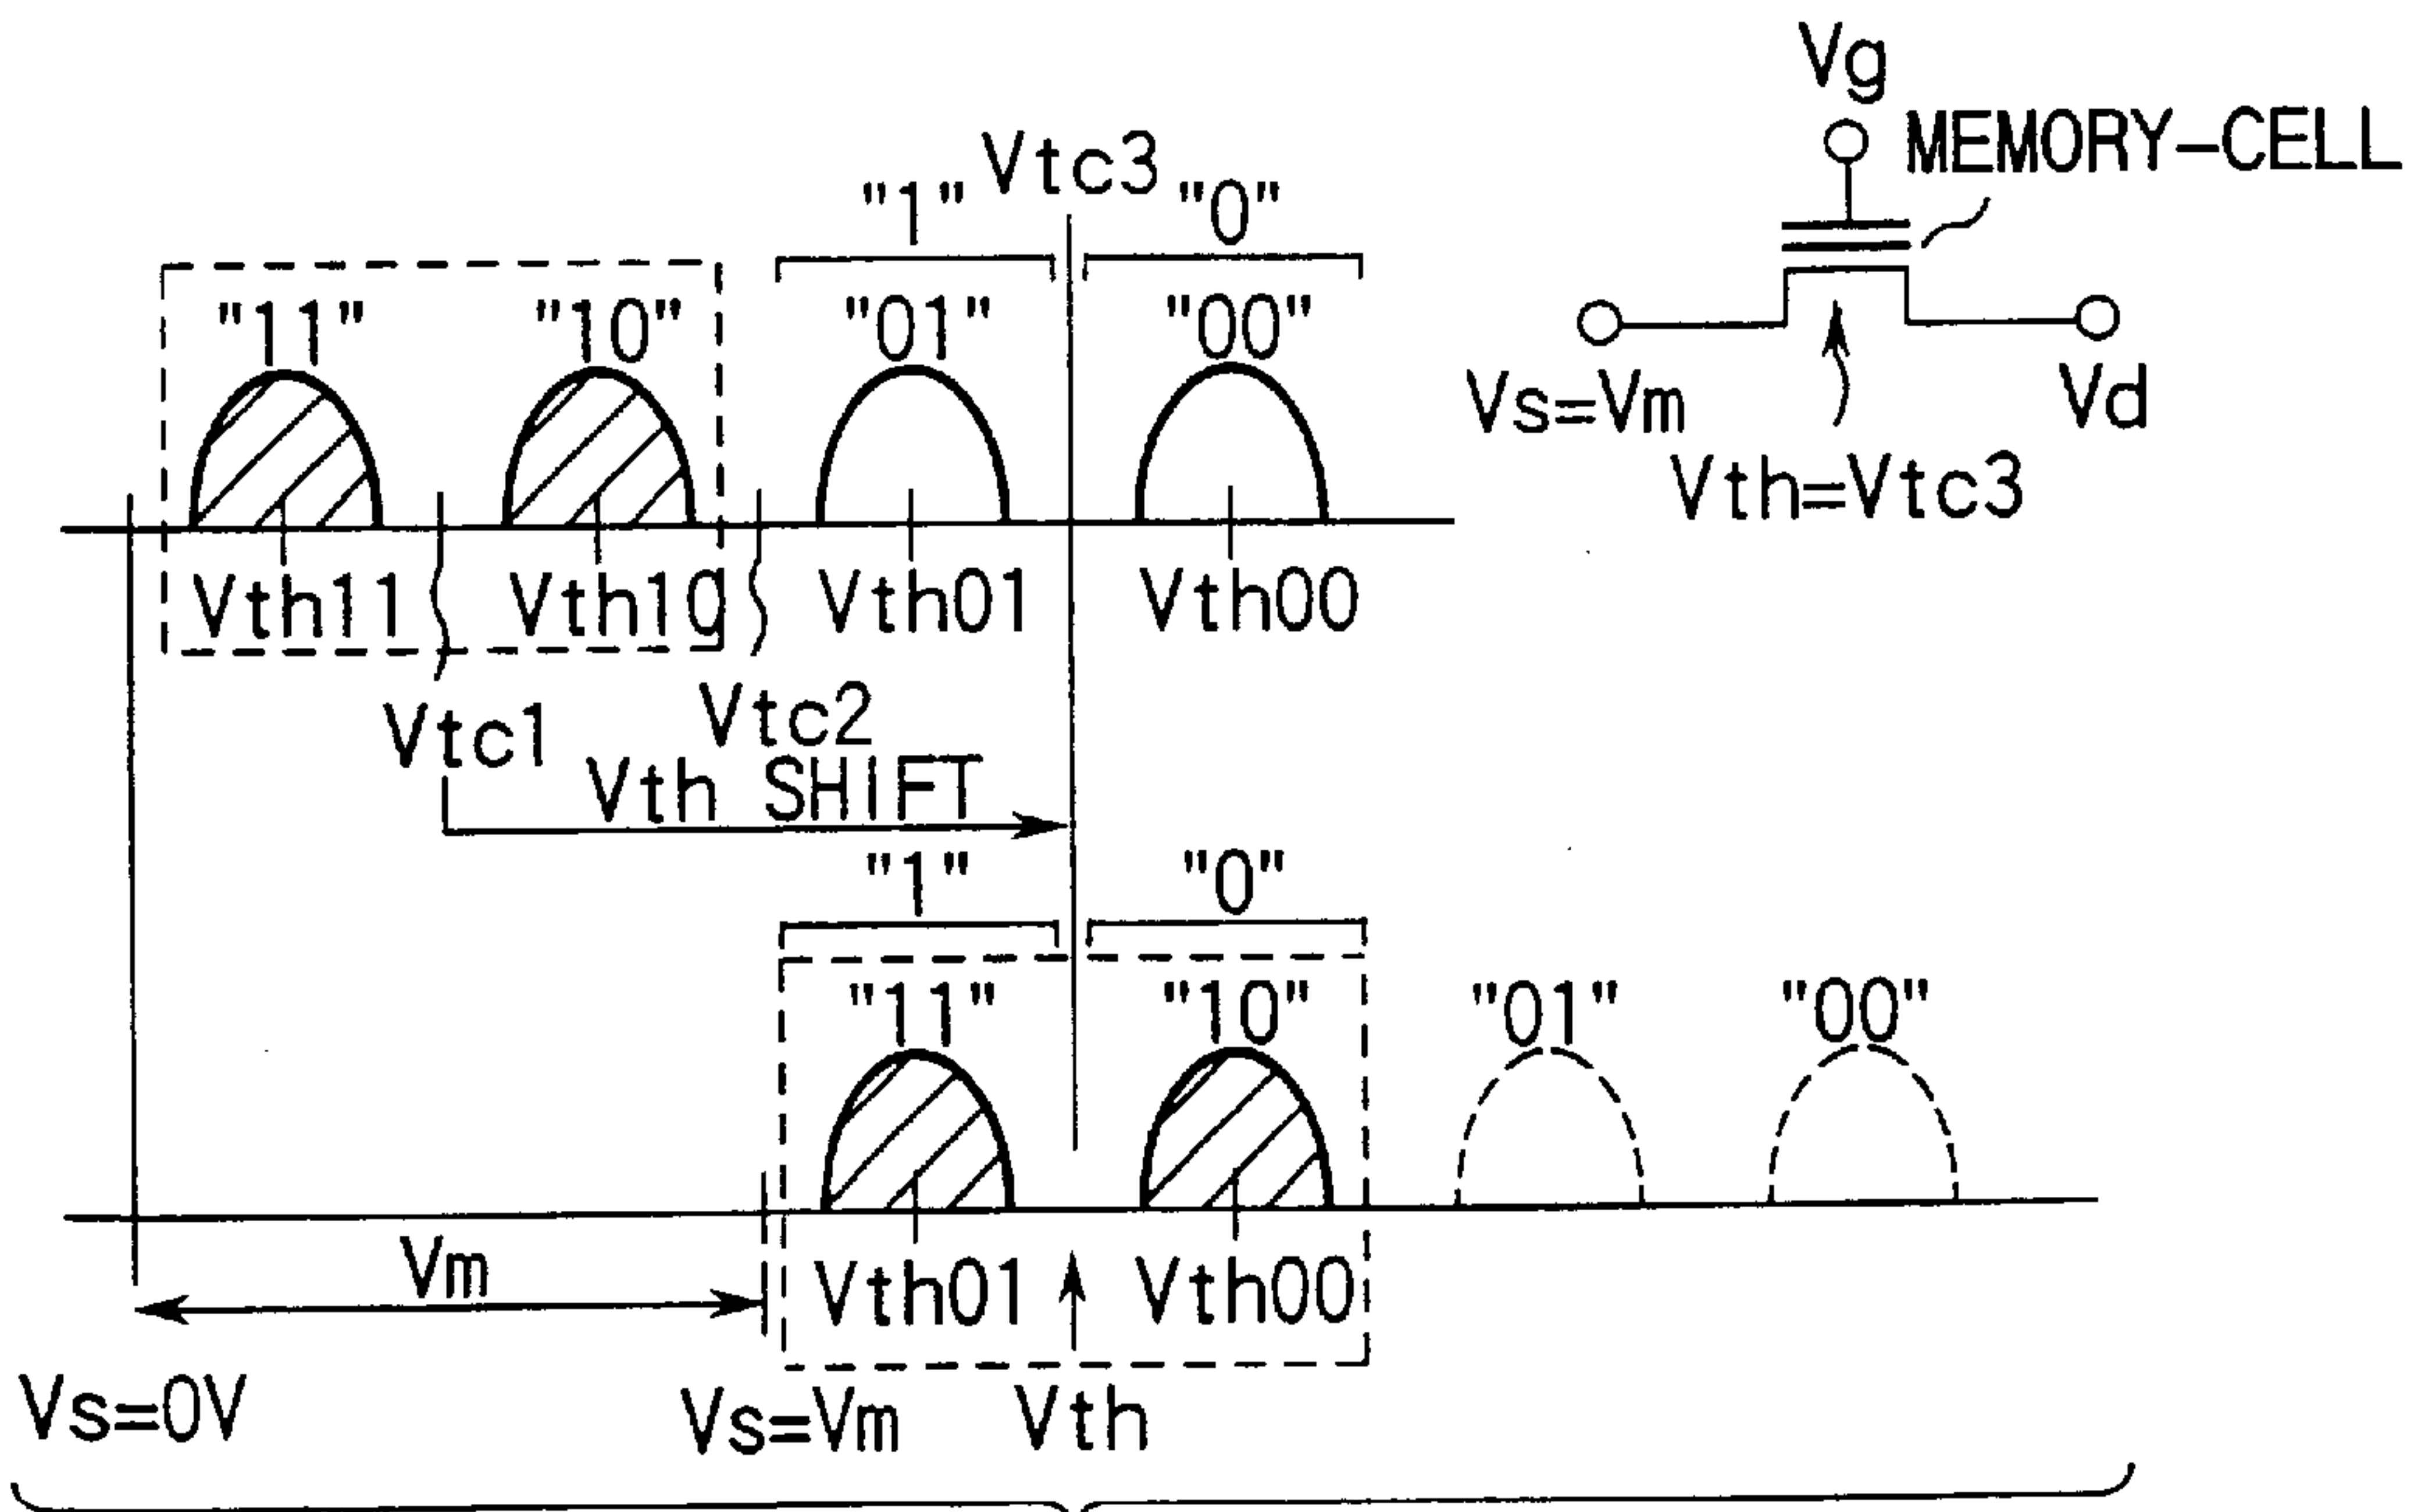 Vg
MEMORY-CELL
Vtc3
"1" "0"
"11" "10" "01" "00"
Vs=Vm Vd
Vth=Vtc3
Vth11 Vth10 Vth01 Vth00
Vtc1 Vtc2
Vth SHIFT
"1" "0"
"11" "10" "01" "00"
Vm
Vth01 Vth00
Vs=0V Vs=Vm Vth